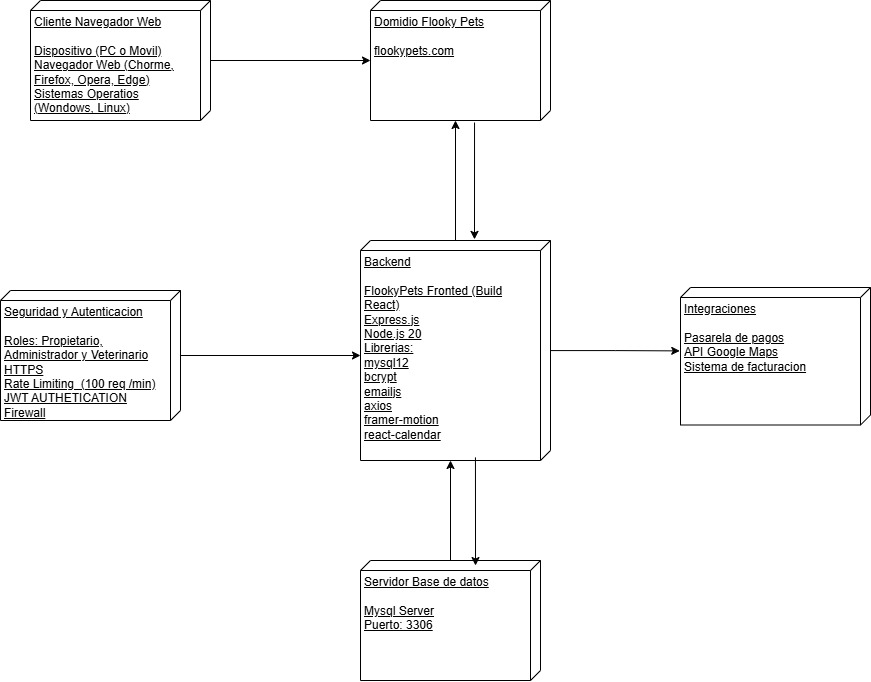 Cliente Navegador Web
Dispositivo (PC o Movil)
Navegador Web (Chorme,
Firefox, Opera, Edge)
Sistemas Operatios
(Wondows, Linux)
Domidio Flooky Pets
flookypets.com
Seguridad y Autenticacion
Roles: Propietario,
Administrador y Veterinario
HTTPS
Rate Limiting  (100 req /min)
JWT AUTHETICATION
Firewall
Backend
FlookyPets Fronted (Build
React)
Express.js
Node.js 20
Librerias:
mysql12
bcrypt
emailjs
axios
framer-motion
react-calendar
Integraciones
Pasarela de pagos
API Google Maps
Sistema de facturacion
Servidor Base de datos
Mysql Server
Puerto: 3306